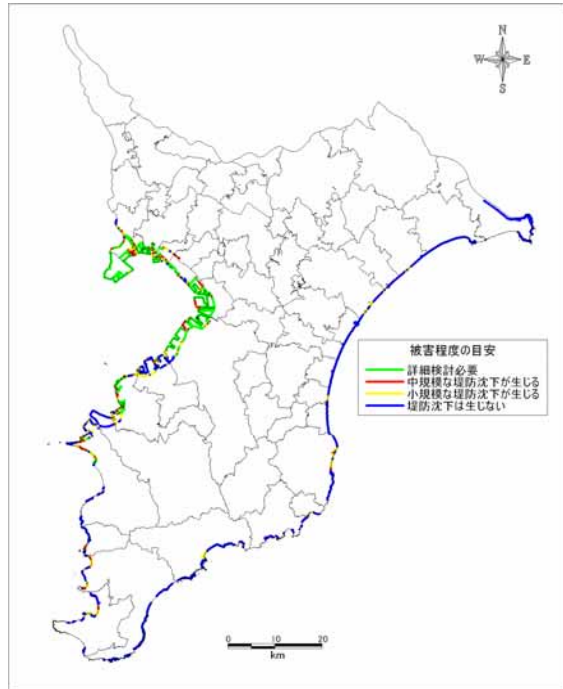 N
W E
S
被害程度の目安
詳細検討必要
中規模な堤防沈下が生じる
小規模な堤防沈下が生じる
堤防沈下は生じない
0 10 20
km